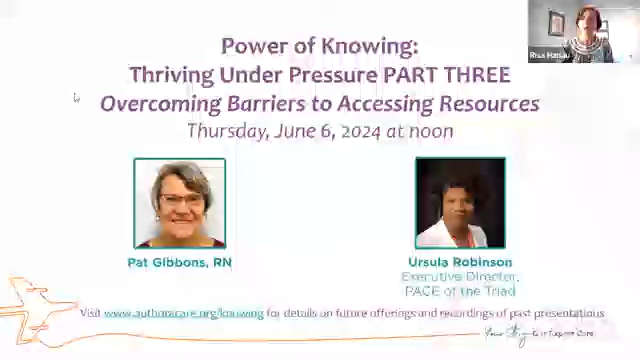 Power of Knowing:
Thriving Under Pressure PART THREE
Overcoming Barriers to Accessing Resources
Thursday, June 6, 2024 at noon
Pat Gibbons, RN
Ursula Robinson
Executive Director,
PACE of the Triad
Visit www.authoracare.org/knowing for details on future offerings and recordings of past presentations